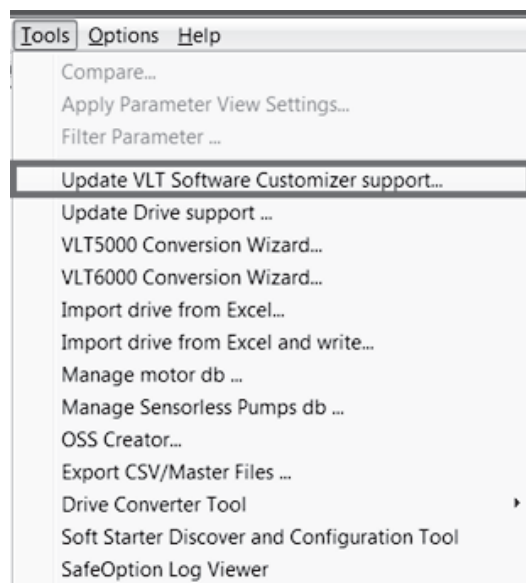 Tools Options Help
Compare...
Apply Parameter View Settings...
Filter Parameter ...
Update VLT Software Customizer support...
Update Drive support ...
VLT5000 Conversion Wizard...
VLT6000 Conversion Wizard...
Import drive from Excel...
Import drive from Excel and write...
Manage motor db ...
Manage Sensorless Pumps db ...
OSS Creator...
Export CSV/Master Files ...
Drive Converter Tool
Soft Starter Discover and Configuration Tool
SafeOption Log Viewer